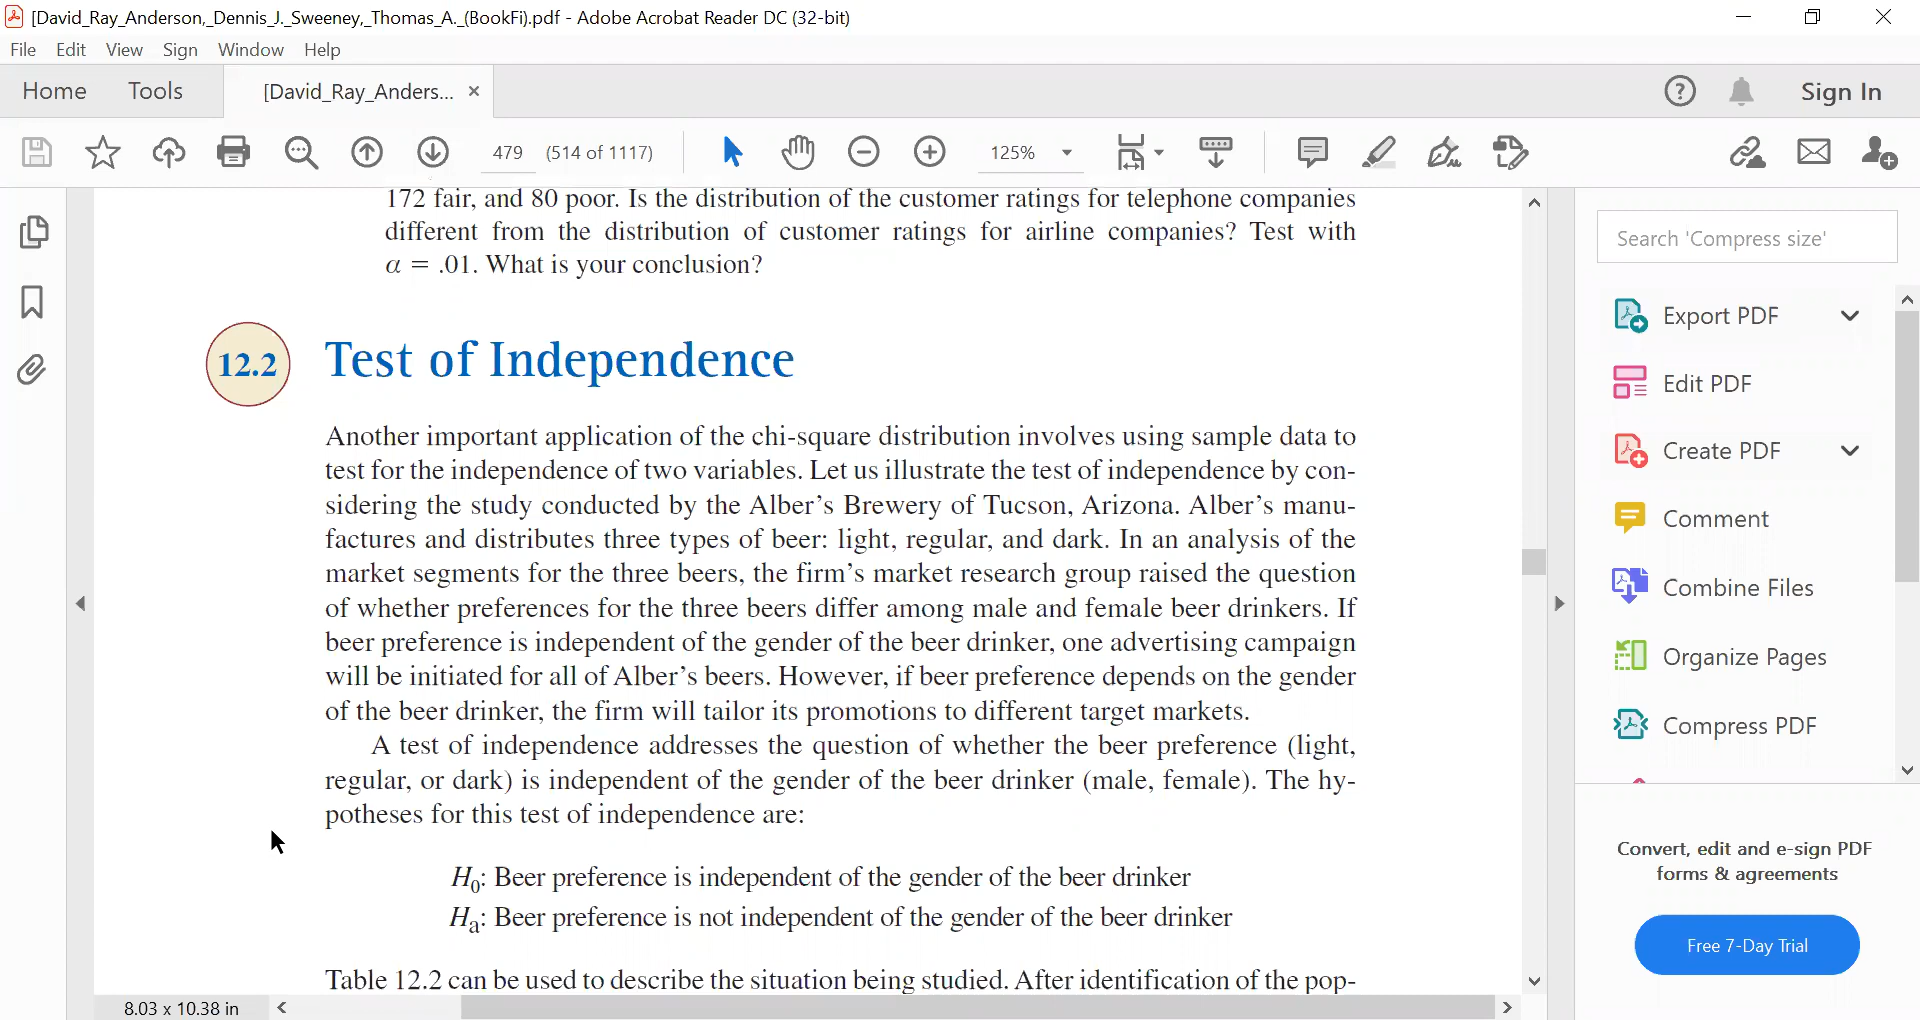 [David_Ray_Anderson,_Dennis_J._Sweeney,_Thomas_A._(BookFi).pdf - Adobe Acrobat Reader DC (32-bit)
File Edit View Sign Window Help
Home Tools [David_Ray_Anders... × Sign In
479 (514 of 1117) 125%
172 fair, and 80 poor. Is the distribution of the customer ratings for telephone companies
different from the distribution of customer ratings for airline companies? Test with
α = .01. What is your conclusion?
12.2 Test of Independence
Another important application of the chi-square distribution involves using sample data to
test for the independence of two variables. Let us illustrate the test of independence by con-
sidering the study conducted by the Alber's Brewery of Tucson, Arizona. Alber's manu-
factures and distributes three types of beer: light, regular, and dark. In an analysis of the
market segments for the three beers, the firm's market research group raised the question
of whether preferences for the three beers differ among male and female beer drinkers. If
beer preference is independent of the gender of the beer drinker, one advertising campaign
will be initiated for all of Alber's beers. However, if beer preference depends on the gender
of the beer drinker, the firm will tailor its promotions to different target markets.
A test of independence addresses the question of whether the beer preference (light,
regular, or dark) is independent of the gender of the beer drinker (male, female). The hy-
potheses for this test of independence are:
H₀: Beer preference is independent of the gender of the beer drinker
Hₐ: Beer preference is not independent of the gender of the beer drinker
Table 12.2 can be used to describe the situation being studied. After identification of the pop-
8.03 x 10.38 in
Search 'Compress size'
Export PDF
Edit PDF
Create PDF
Comment
Combine Files
Organize Pages
Compress PDF
Convert, edit and e-sign PDF
forms & agreements
Free 7-Day Trial